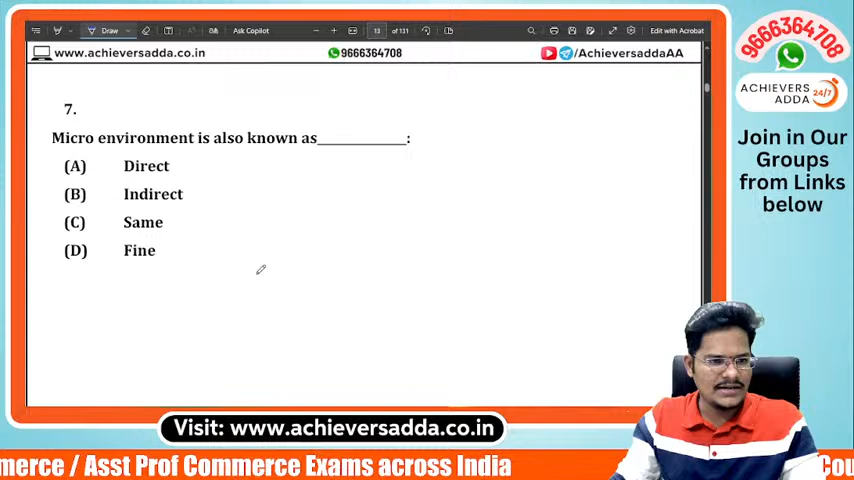 Draw
Ask Copilot
13 of 131
Edit with Acrobat
www.achieversadda.co.in
9666364708
/AchieversaddaAA
7.
Micro environment is also known as____________:
(A) Direct
(B) Indirect
(C) Same
(D) Fine
9666364708
ACHIEVERS
ADDA 24/7
Join in Our
Groups
from Links
below
Visit: www.achieversadda.co.in
mmerce / Asst Prof Commerce Exams across India
Cou